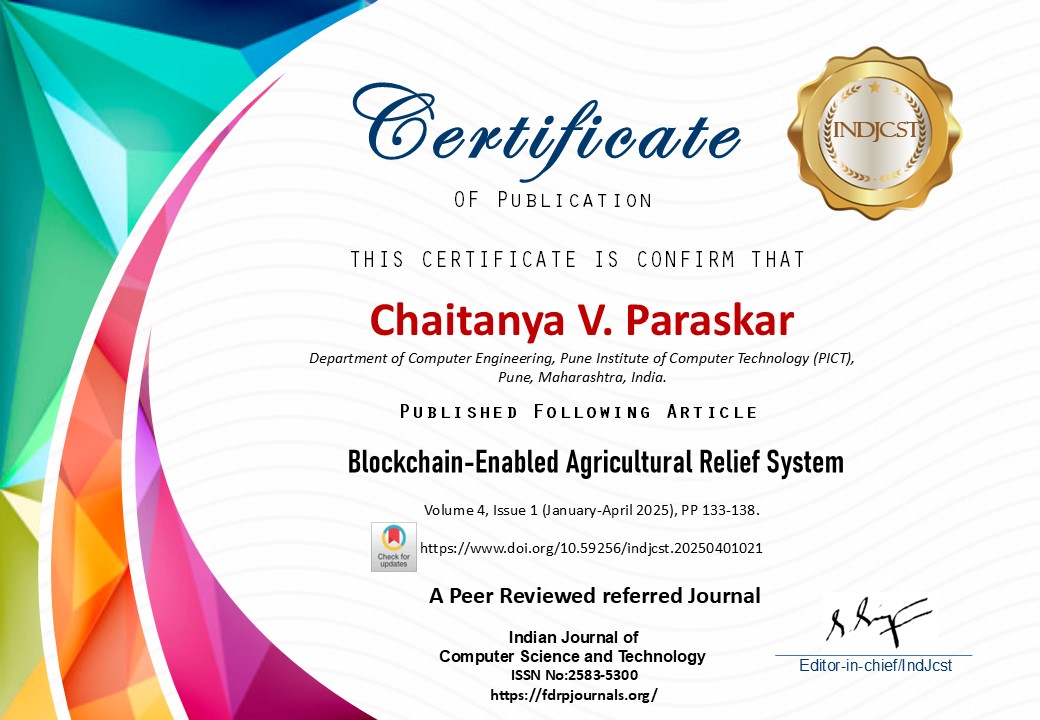 Certificate
INDJCST
OF PUBLICATION
THIS CERTIFICATE IS CONFIRM THAT
Chaitanya V. Paraskar
Department of Computer Engineering, Pune Institute of Computer Technology (PICT),
Pune, Maharashtra, India.
PUBLISHED FOLLOWING ARTICLE
Blockchain-Enabled Agricultural Relief System
Volume 4, Issue 1 (January-April 2025), PP 133-138.
Check for
updates
https://www.doi.org/10.59256/indjcst.20250401021
A Peer Reviewed referred Journal
Indian Journal of
Computer Science and Technology
ISSN No:2583-5300
https://fdrpjournals.org/
Editor-in-chief/IndJcst